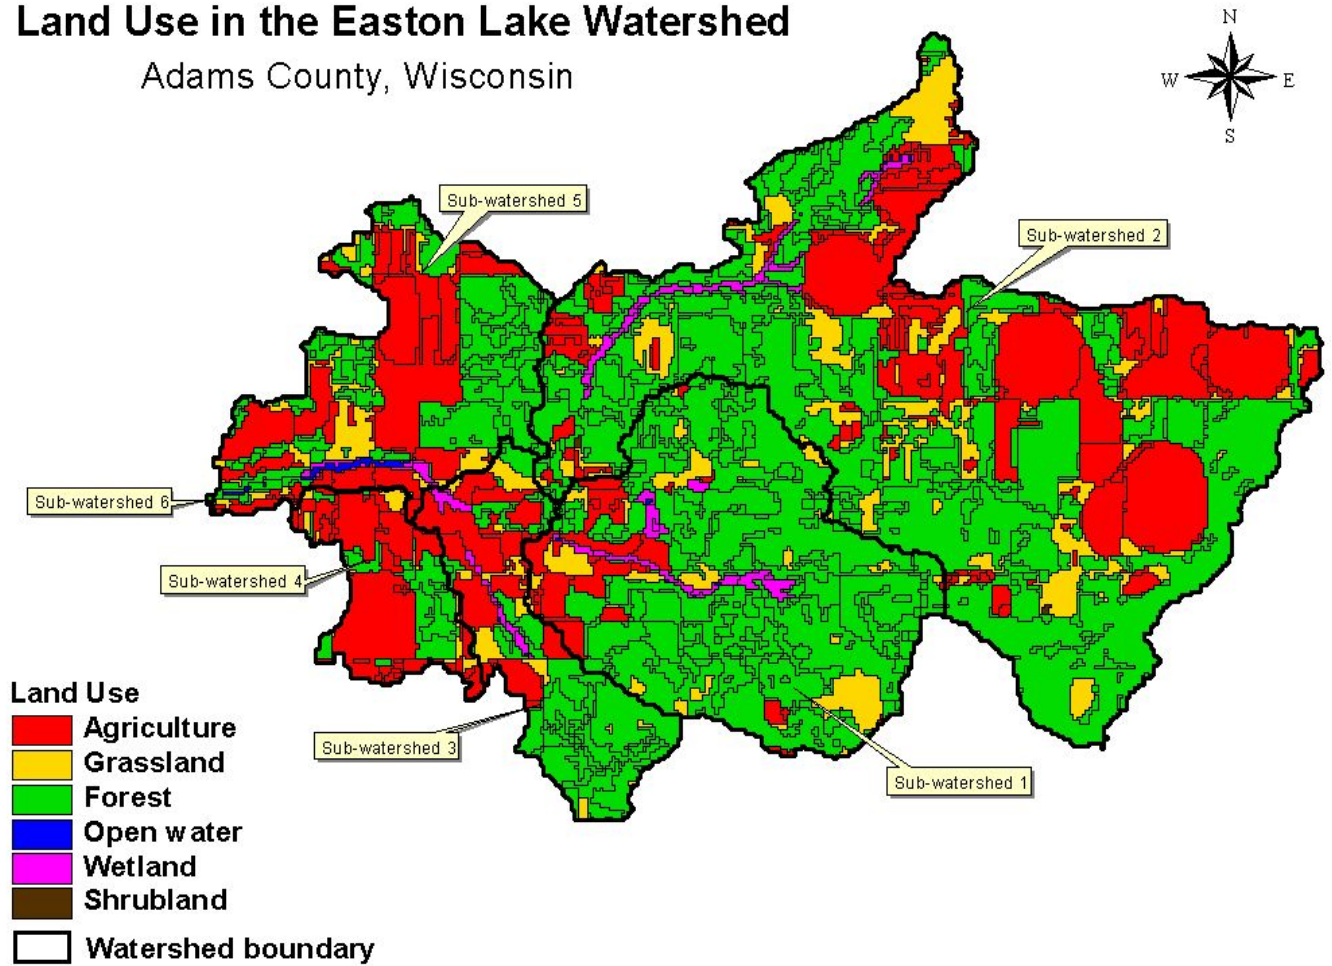 Land Use in the Easton Lake Watershed
Adams County, Wisconsin
N
W
E
S
Sub-watershed 5
Sub-watershed 2
Sub-watershed 6
Sub-watershed 4
Sub-watershed 3
Sub-watershed 1
Land Use
Agriculture
Grassland
Forest
Open water
Wetland
Shrubland
Watershed boundary